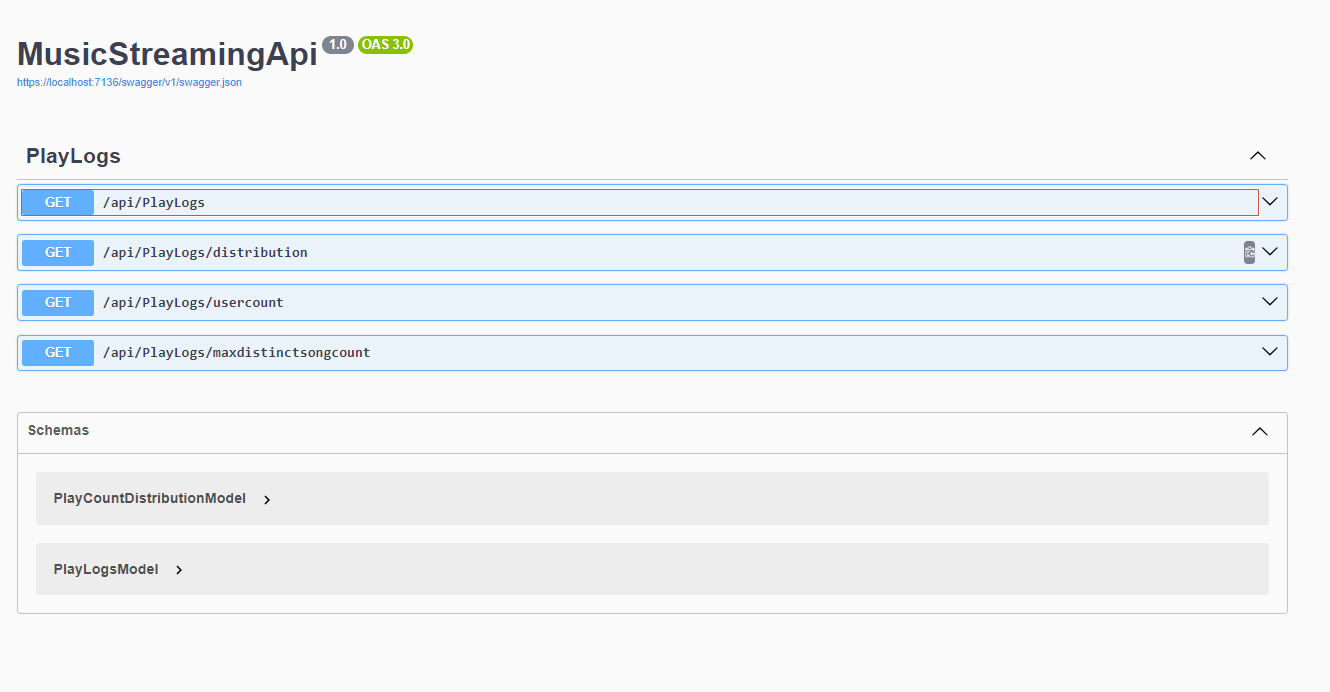 MusicStreamingApi 1.0 OAS 3.0
https://localhost:7136/swagger/v1/swagger.json
PlayLogs
GET /api/PlayLogs
GET /api/PlayLogs/distribution
GET /api/PlayLogs/usercount
GET /api/PlayLogs/maxdistinctsongcount
Schemas
PlayCountDistributionModel
PlayLogsModel